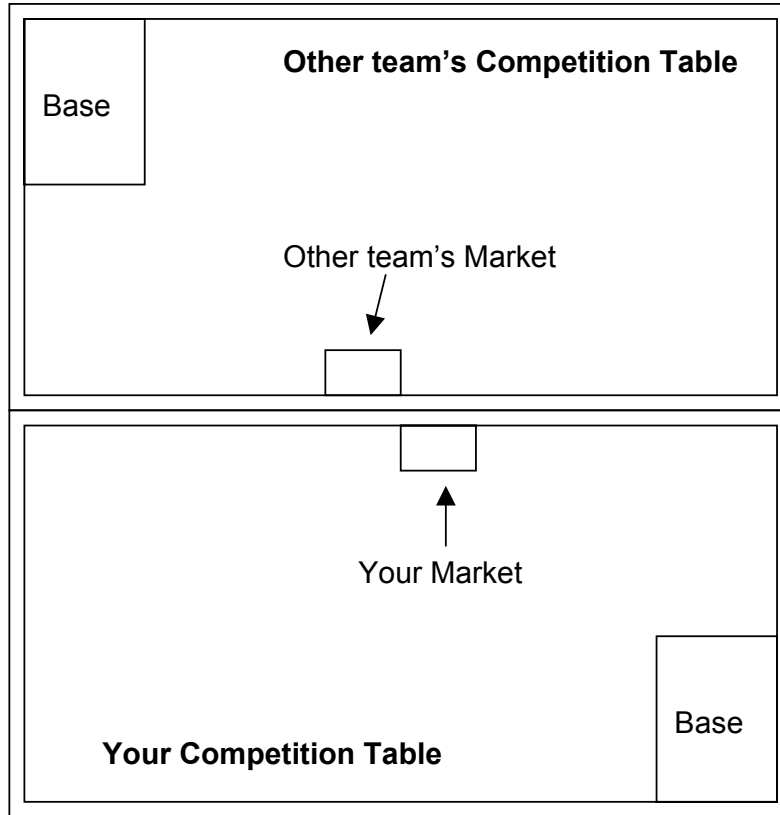 Other team’s Competition Table
Base
Other team’s Market
Your Market
Base
Your Competition Table